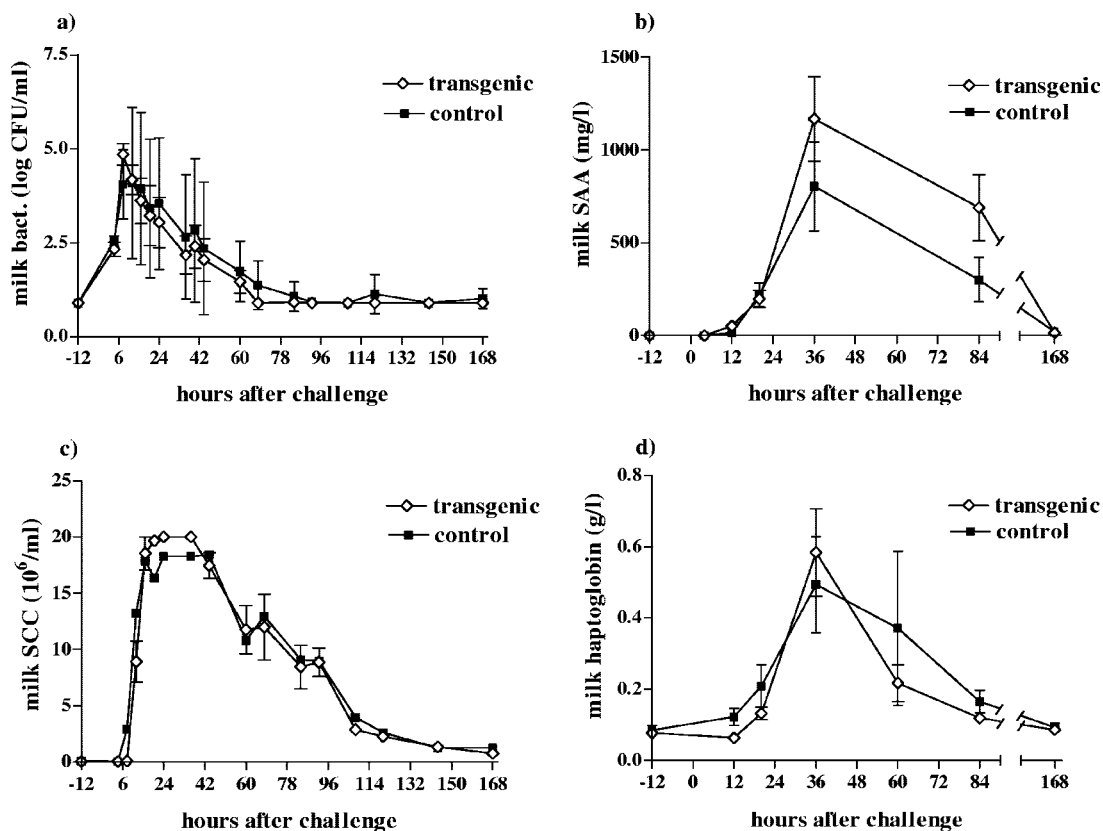 a)
7.5
5.0
2.5
0.0
milk bact. (log CFU/ml)
transgenic
control
-12 6 24 42 60 78 96 114 132 150 168
hours after challenge
b)
1500
1000
500
0
milk SAA (mg/l)
transgenic
control
-12 0 12 24 36 48 60 72 84 168
hours after challenge
c)
25
20
15
10
5
0
milk SCC (10⁶/ml)
transgenic
control
-12 6 24 42 60 78 96 114 132 150 168
hours after challenge
d)
0.8
0.6
0.4
0.2
0.0
milk haptoglobin (g/l)
transgenic
control
-12 0 12 24 36 48 60 72 84 168
hours after challenge